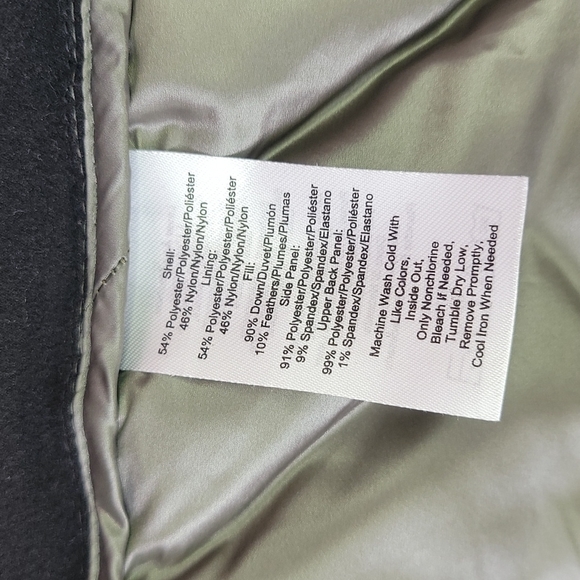 Shell:
54% Polyester/Polyester/Poliéster
46% Nylon/Nylon/Nylon
Lining:
54% Polyester/Polyester/Poliéster
46% Nylon/Nylon/Nylon
Fill:
90% Down/Duvet/Plumón
10% Feathers/Plumes/Plumas
Side Panel:
91% Polyester/Polyester/Poliéster
9% Spandex/Spandex/Elastano
Upper Back Panel:
99% Polyester/Polyester/Poliéster
1% Spandex/Spandex/Elastano
Machine Wash Cold With
Like Colors,
Inside Out,
Only Nonchlorine
Bleach if Needed,
Tumble Dry Low,
Remove Promptly,
Cool Iron When Needed